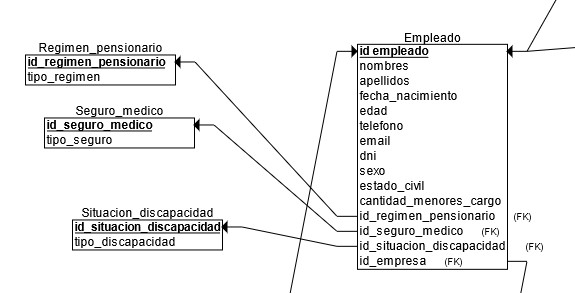 Regimen_pensionario
id_regimen_pensionario
tipo_regimen
Seguro_medico
id_seguro_medico
tipo_seguro
Situacion_discapacidad
id_situacion_discapacidad
tipo_discapacidad
Empleado
id empleado
nombres
apellidos
fecha_nacimiento
edad
telefono
email
dni
sexo
estado_civil
cantidad_menores_cargo
id_regimen_pensionario (FK)
id_seguro_medico (FK)
id_situacion_discapacidad (FK)
id_empresa (FK)